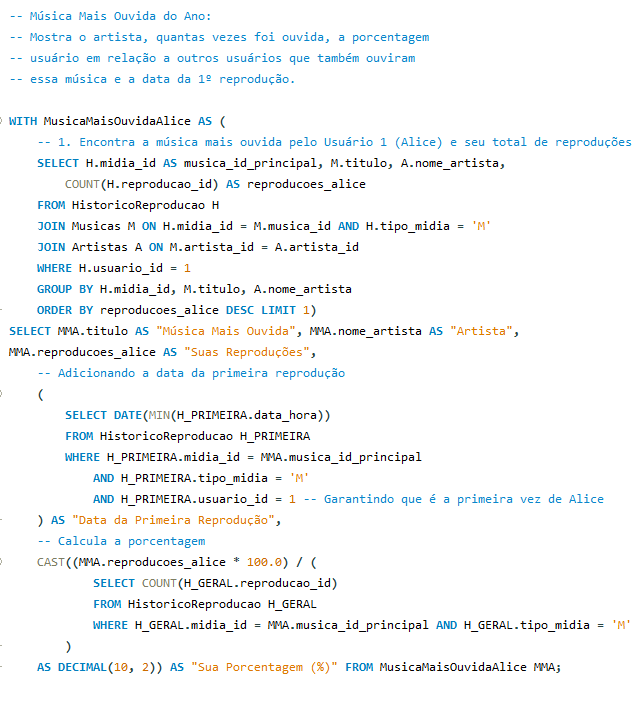 -- Música Mais Ouvida do Ano:
-- Mostra o artista, quantas vezes foi ouvida, a porcentagem
-- usuário em relação a outros usuários que também ouviram
-- essa música e a data da 1º reprodução.
WITH MusicaMaisOuvidaAlice AS (
-- 1. Encontra a música mais ouvida pelo Usuário 1 (Alice) e seu total de reproduções
SELECT H.midia_id AS musica_id_principal, M.titulo, A.nome_artista,
COUNT(H.reproducao_id) AS reproducoes_alice
FROM HistoricoReproducao H
JOIN Musicas M ON H.midia_id = M.musica_id AND H.tipo_midia = 'M'
JOIN Artistas A ON M.artista_id = A.artista_id
WHERE H.usuario_id = 1
GROUP BY H.midia_id, M.titulo, A.nome_artista
ORDER BY reproducoes_alice DESC LIMIT 1)
SELECT MMA.titulo AS "Música Mais Ouvida", MMA.nome_artista AS "Artista",
MMA.reproducoes_alice AS "Suas Reproduções",
-- Adicionando a data da primeira reprodução
(
SELECT DATE(MIN(H_PRIMEIRA.data_hora))
FROM HistoricoReproducao H_PRIMEIRA
WHERE H_PRIMEIRA.midia_id = MMA.musica_id_principal
AND H_PRIMEIRA.tipo_midia = 'M'
AND H_PRIMEIRA.usuario_id = 1 -- Garantindo que é a primeira vez de Alice
) AS "Data da Primeira Reprodução",
-- Calcula a porcentagem
CAST((MMA.reproducoes_alice * 100.0) / (
SELECT COUNT(H_GERAL.reproducao_id)
FROM HistoricoReproducao H_GERAL
WHERE H_GERAL.midia_id = MMA.musica_id_principal AND H_GERAL.tipo_midia = 'M'
)
AS DECIMAL(10, 2)) AS "Sua Porcentagem (%)" FROM MusicaMaisOuvidaAlice MMA;